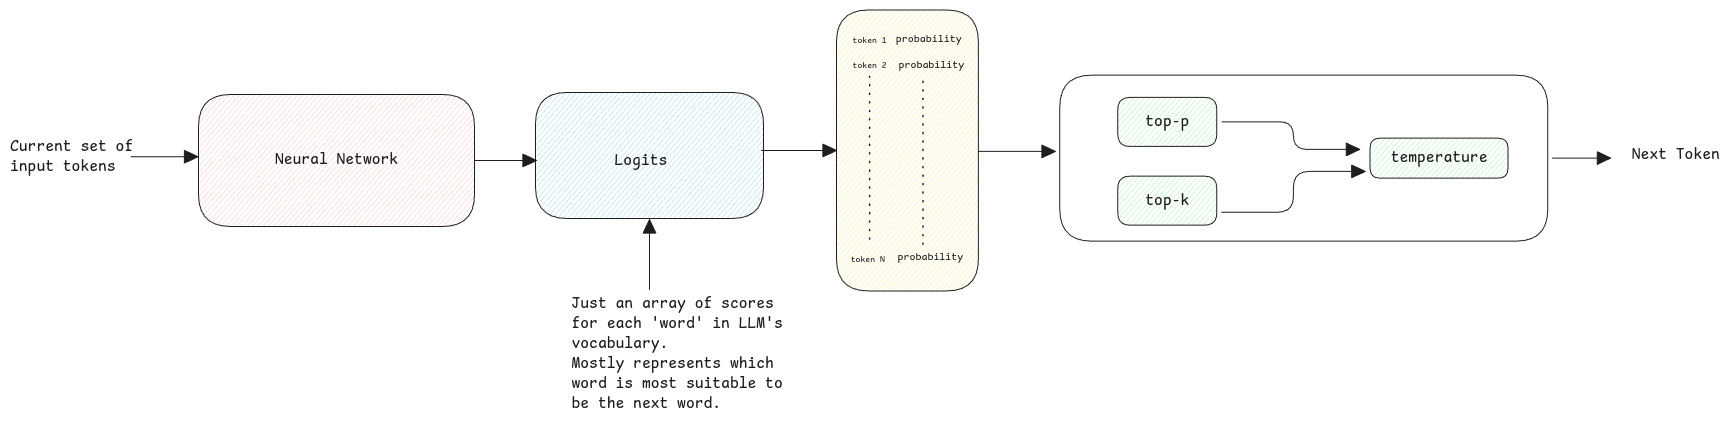 Current set of
input tokens
Neural Network
Logits
Just an array of scores
for each 'word' in LLM's
vocabulary.
Mostly represents which
word is most suitable to
be the next word.
token 1 probability
token 2 probability
token N probability
top-p
top-k
temperature
Next Token